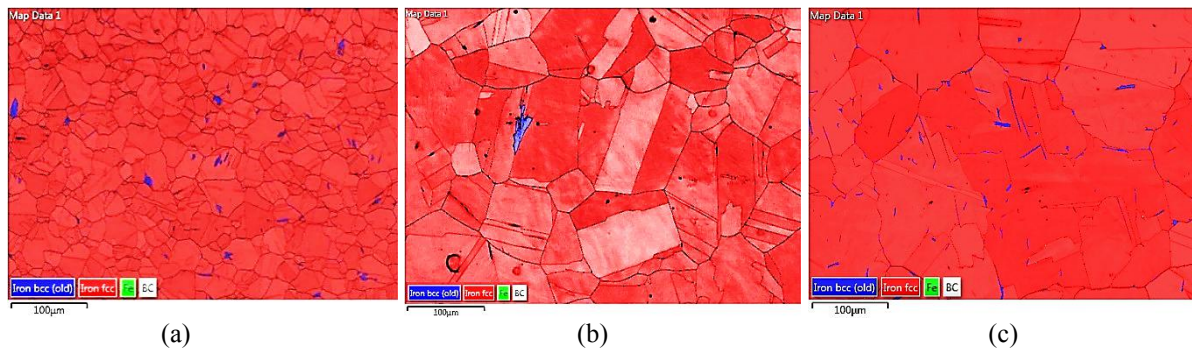 Map Data 1
Iron bcc (old) Iron fcc Fe BC
100µm
(a)
Map Data 1
Iron bcc (old) Iron fcc Fe BC
100µm
(b)
Map Data 1
Iron bcc (old) Iron fcc Fe BC
100µm
(c)